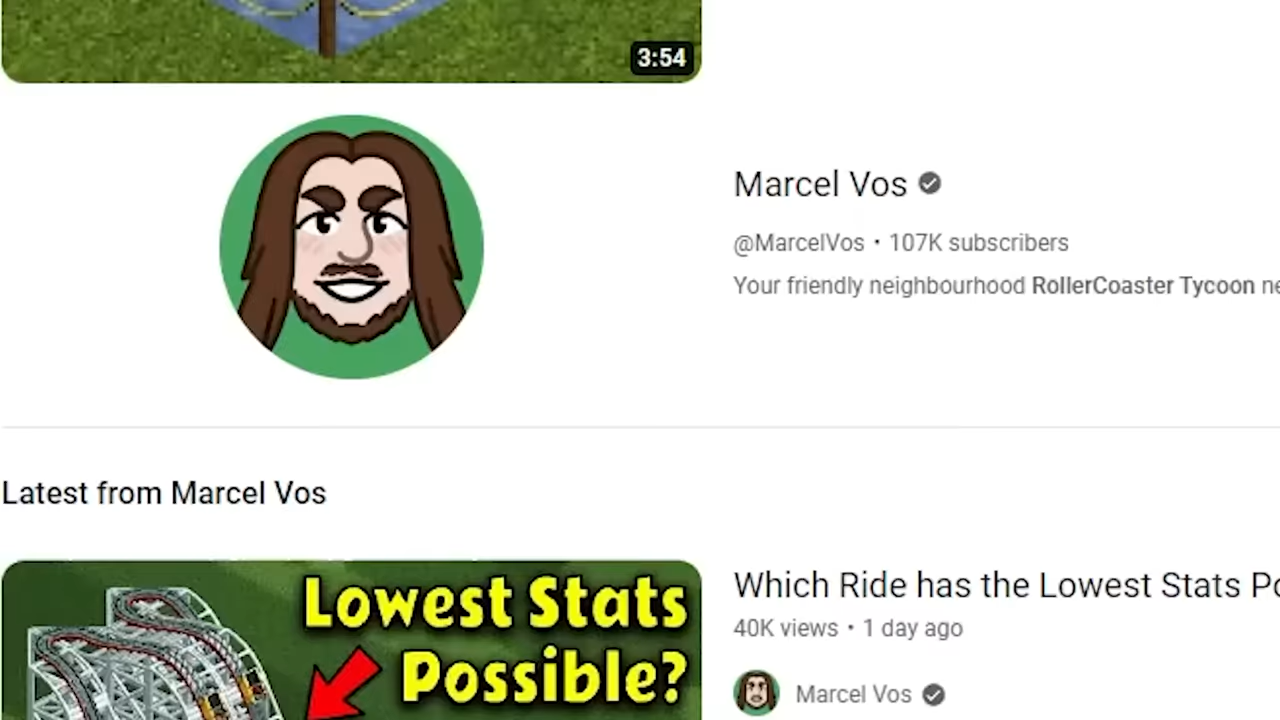 3:54
Marcel Vos
@MarcelVos • 107K subscribers
Your friendly neighbourhood RollerCoaster Tycoon
Latest from Marcel Vos
Lowest Stats
Possible?
Which Ride has the Lowest Stats
40K views • 1 day ago
Marcel Vos